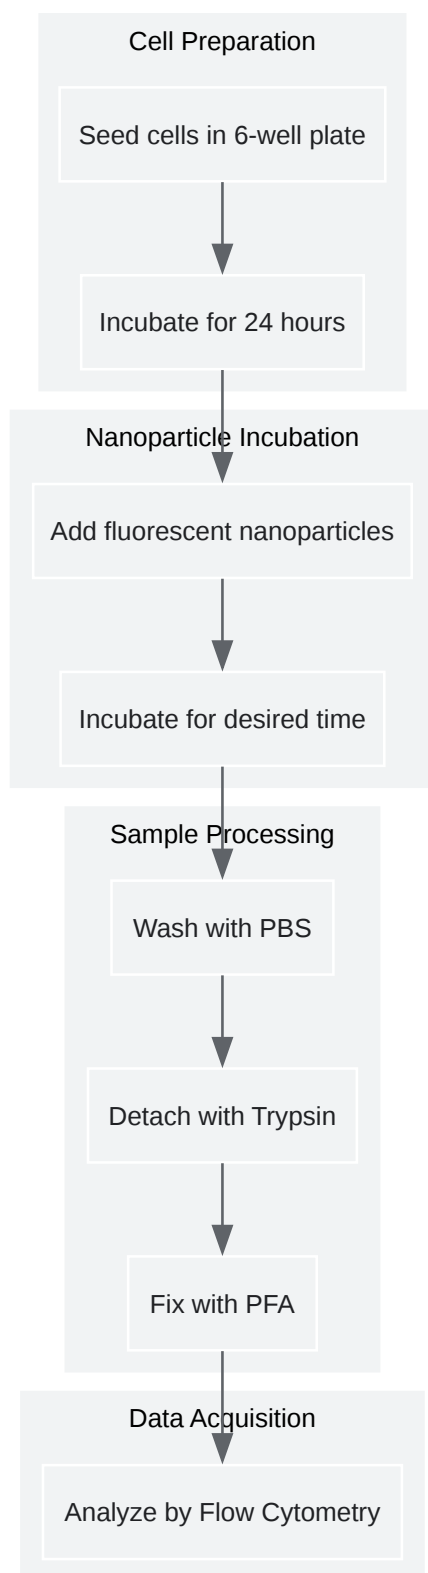 Cell Preparation
Seed cells in 6-well plate
Incubate for 24 hours
Nanoparticle Incubation
Add fluorescent nanoparticles
Incubate for desired time
Sample Processing
Wash with PBS
Detach with Trypsin
Fix with PFA
Data Acquisition
Analyze by Flow Cytometry